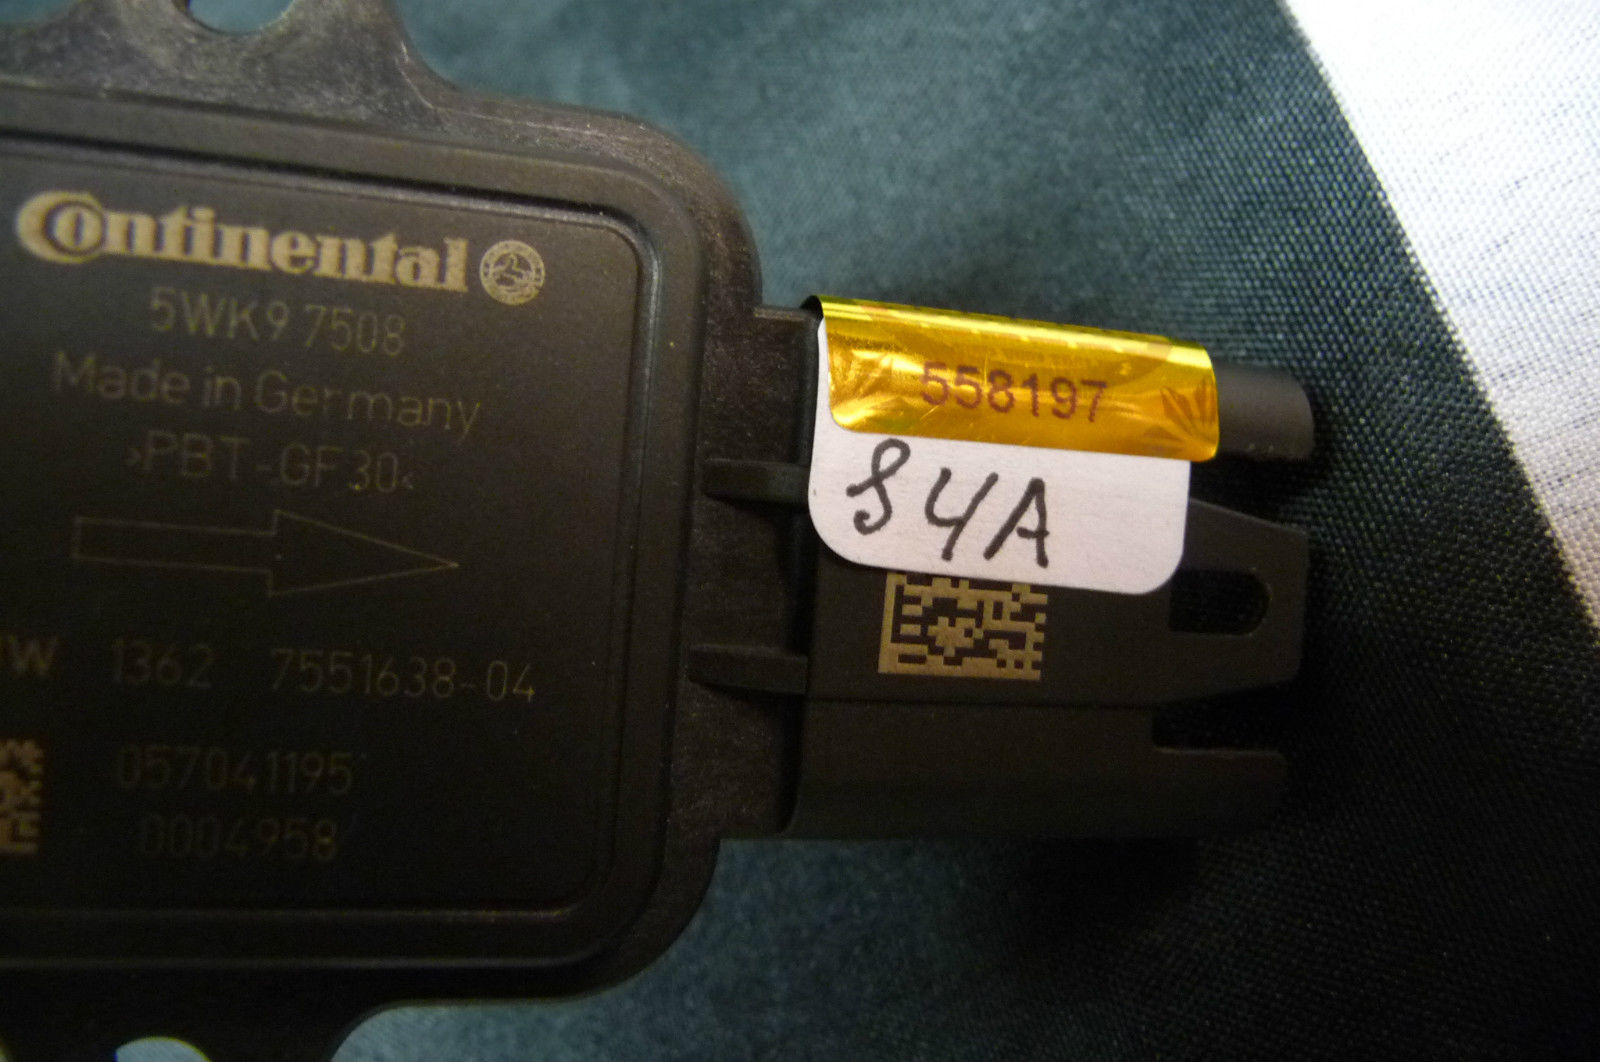 Continental
5WK9 7508
Made in Germany
>PBT-GF30<
1362 7551638-04
057041195
0004958
558197
84A